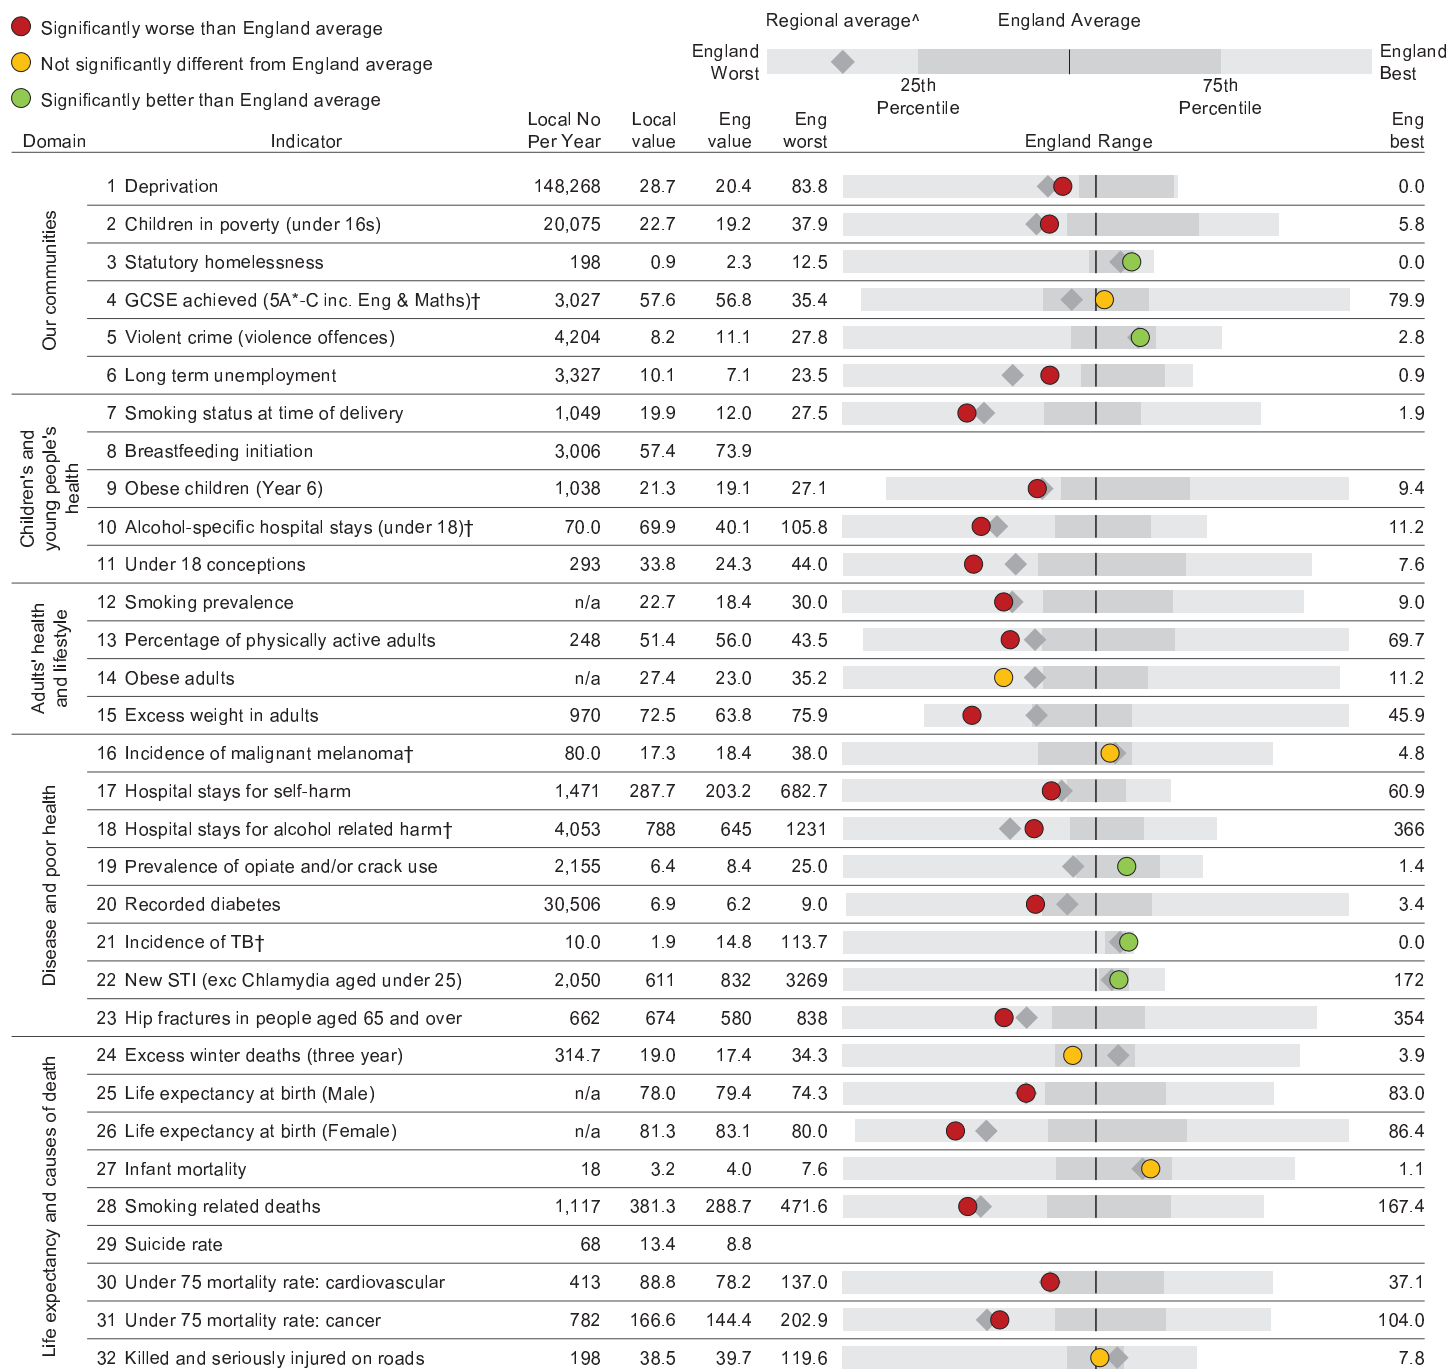 Significantly worse than England average
Not significantly different from England average
Significantly better than England average
Regional average^ England Average
England Worst
England Best
25th Percentile
75th Percentile
Domain Indicator Local No Per Year Local value Eng value Eng worst England Range Eng best
Our communities
1 Deprivation 148,268 28.7 20.4 83.8 0.0
2 Children in poverty (under 16s) 20,075 22.7 19.2 37.9 5.8
3 Statutory homelessness 198 0.9 2.3 12.5 0.0
4 GCSE achieved (5A*-C inc. Eng & Maths)† 3,027 57.6 56.8 35.4 79.9
5 Violent crime (violence offences) 4,204 8.2 11.1 27.8 2.8
6 Long term unemployment 3,327 10.1 7.1 23.5 0.9
Children's and young people's health
7 Smoking status at time of delivery 1,049 19.9 12.0 27.5 1.9
8 Breastfeeding initiation 3,006 57.4 73.9
9 Obese children (Year 6) 1,038 21.3 19.1 27.1 9.4
10 Alcohol-specific hospital stays (under 18)† 70.0 69.9 40.1 105.8 11.2
11 Under 18 conceptions 293 33.8 24.3 44.0 7.6
Adults' health and lifestyle
12 Smoking prevalence n/a 22.7 18.4 30.0 9.0
13 Percentage of physically active adults 248 51.4 56.0 43.5 69.7
14 Obese adults n/a 27.4 23.0 35.2 11.2
15 Excess weight in adults 970 72.5 63.8 75.9 45.9
Disease and poor health
16 Incidence of malignant melanoma† 80.0 17.3 18.4 38.0 4.8
17 Hospital stays for self-harm 1,471 287.7 203.2 682.7 60.9
18 Hospital stays for alcohol related harm† 4,053 788 645 1231 366
19 Prevalence of opiate and/or crack use 2,155 6.4 8.4 25.0 1.4
20 Recorded diabetes 30,506 6.9 6.2 9.0 3.4
21 Incidence of TB† 10.0 1.9 14.8 113.7 0.0
22 New STI (exc Chlamydia aged under 25) 2,050 611 832 3269 172
23 Hip fractures in people aged 65 and over 662 674 580 838 354
Life expectancy and causes of death
24 Excess winter deaths (three year) 314.7 19.0 17.4 34.3 3.9
25 Life expectancy at birth (Male) n/a 78.0 79.4 74.3 83.0
26 Life expectancy at birth (Female) n/a 81.3 83.1 80.0 86.4
27 Infant mortality 18 3.2 4.0 7.6 1.1
28 Smoking related deaths 1,117 381.3 288.7 471.6 167.4
29 Suicide rate 68 13.4 8.8
30 Under 75 mortality rate: cardiovascular 413 88.8 78.2 137.0 37.1
31 Under 75 mortality rate: cancer 782 166.6 144.4 202.9 104.0
32 Killed and seriously injured on roads 198 38.5 39.7 119.6 7.8